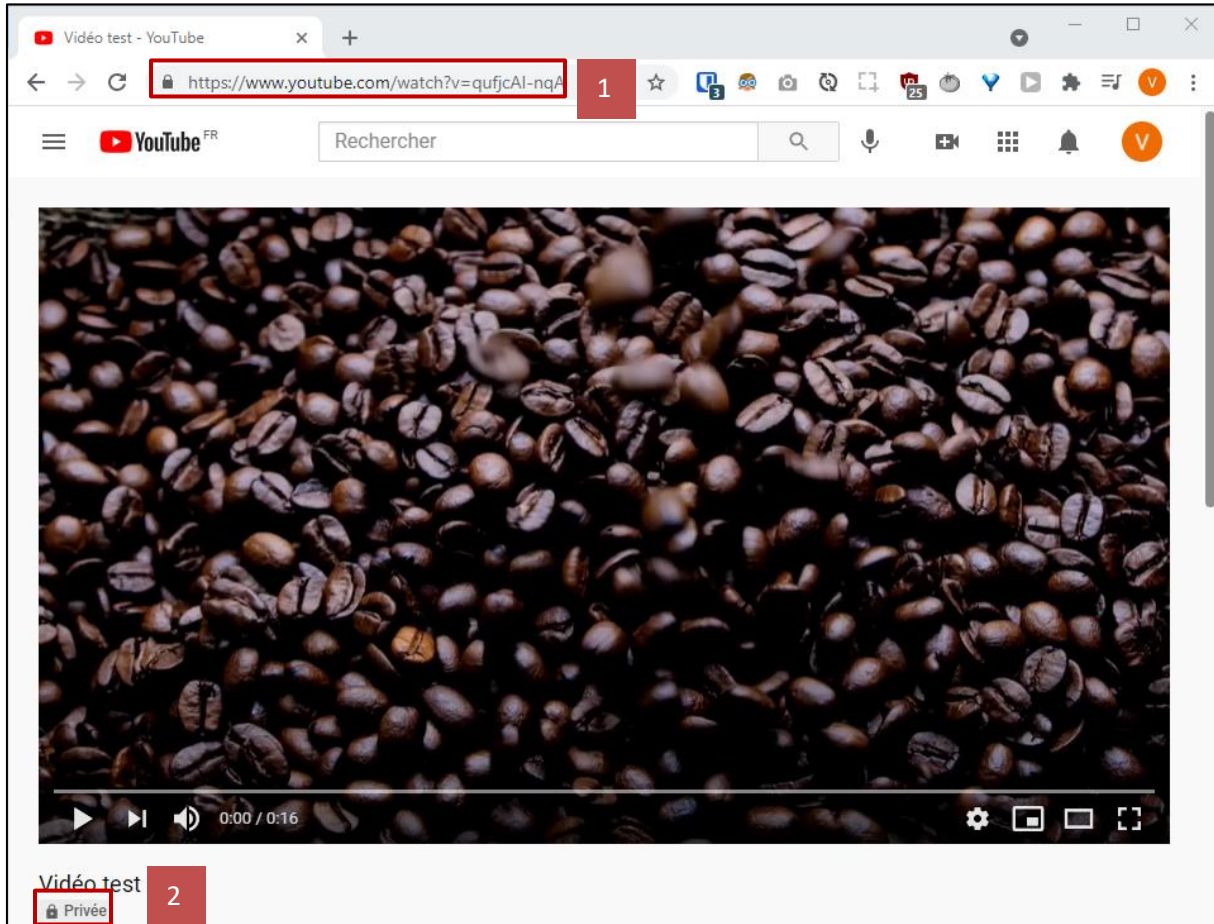 Vidéo test - YouTube
https://www.youtube.com/watch?v=qufjcAI-nqA
1
3
25
V
YouTube FR
Rechercher
V
0:00 / 0:16
Vidéo test
2
Privée